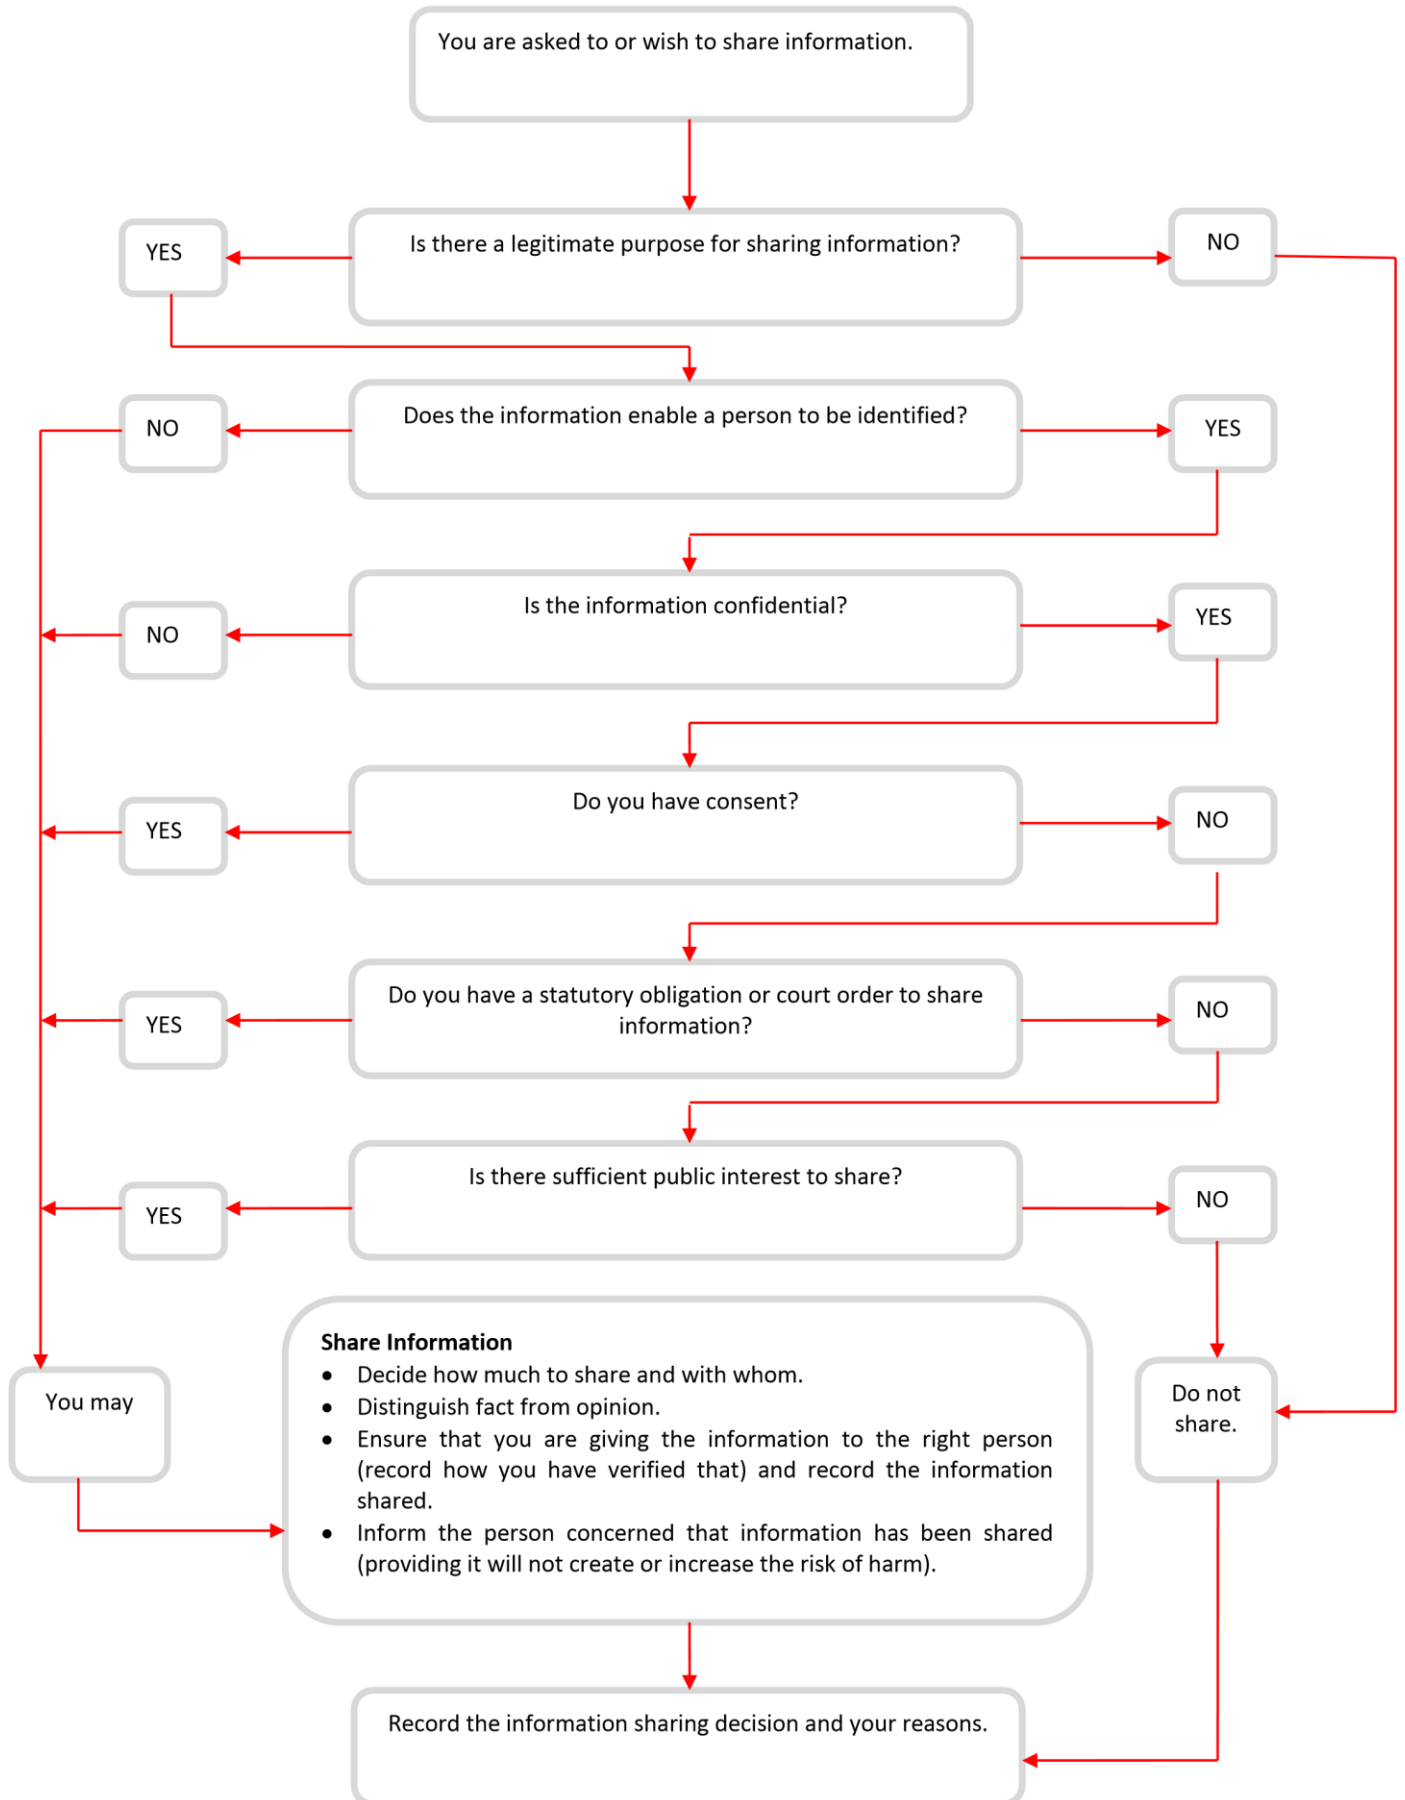 You are asked to or wish to share information.
YES
Is there a legitimate purpose for sharing information?
NO
NO
Does the information enable a person to be identified?
YES
NO
Is the information confidential?
YES
YES
Do you have consent?
NO
YES
Do you have a statutory obligation or court order to share
information?
NO
YES
Is there sufficient public interest to share?
NO
You may
Share Information
• Decide how much to share and with whom.
• Distinguish fact from opinion.
• Ensure that you are giving the information to the right person
(record how you have verified that) and record the information
shared.
• Inform the person concerned that information has been shared
(providing it will not create or increase the risk of harm).
Do not
share.
Record the information sharing decision and your reasons.